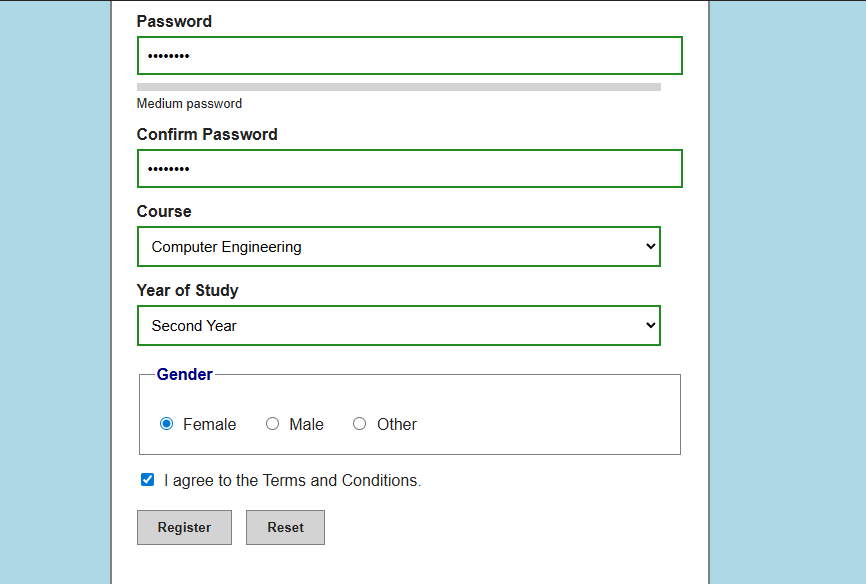 Password
••••••••
Medium password
Confirm Password
••••••••
Course
Computer Engineering
Year of Study
Second Year
Gender
Female Male Other
I agree to the Terms and Conditions.
Register Reset